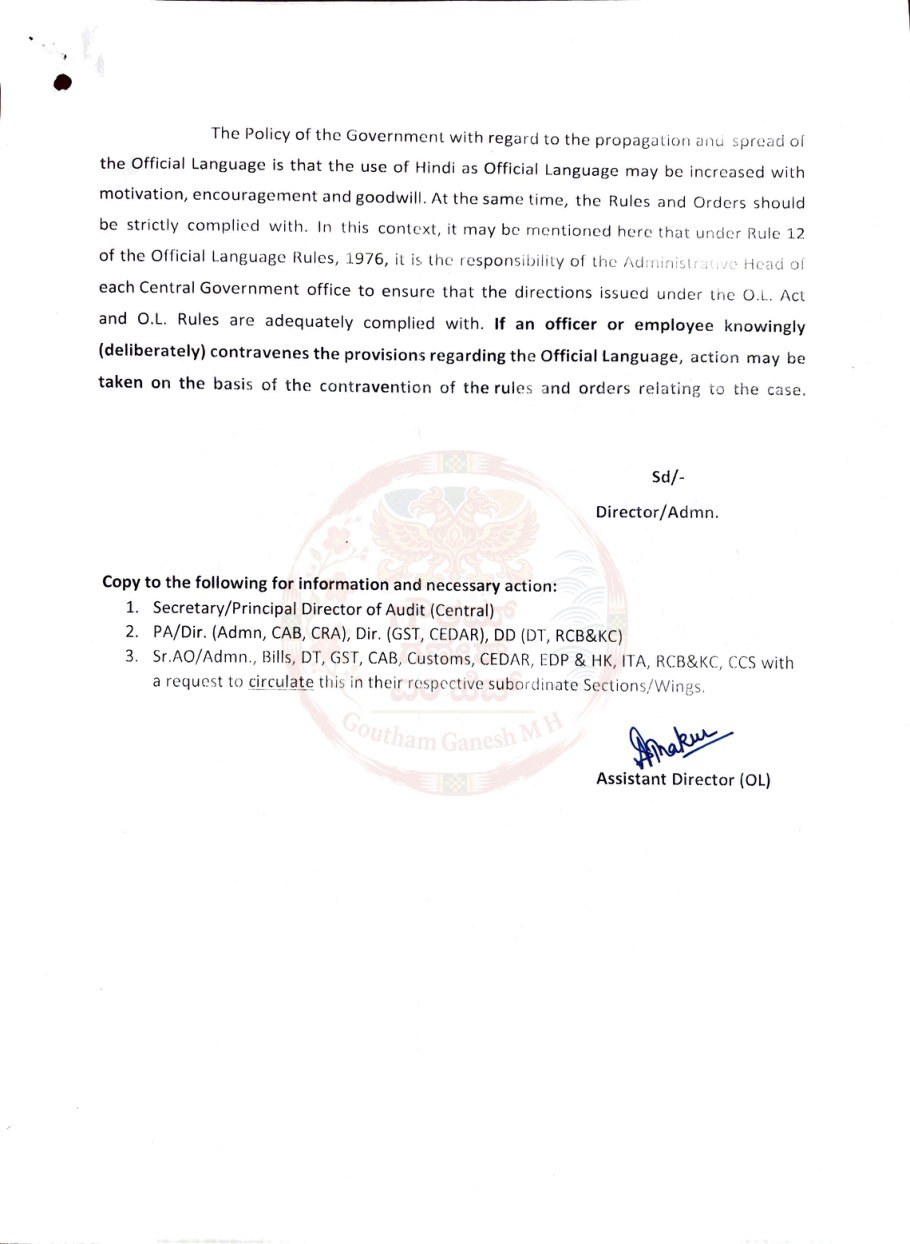 The Policy of the Government with regard to the propagation and spread of
the Official Language is that the use of Hindi as Official Language may be increased with
motivation, encouragement and goodwill. At the same time, the Rules and Orders should
be strictly complied with. In this context, it may be mentioned here that under Rule 12
of the Official Language Rules, 1976, it is the responsibility of the Administrative Head of
each Central Government office to ensure that the directions issued under the O.L. Act
and O.L. Rules are adequately complied with. If an officer or employee knowingly
(deliberately) contravenes the provisions regarding the Official Language, action may be
taken on the basis of the contravention of the rules and orders relating to the case.
Sd/-
Director/Admn.
Copy to the following for information and necessary action:
1. Secretary/Principal Director of Audit (Central)
2. PA/Dir. (Admn, CAB, CRA), Dir. (GST, CEDAR), DD (DT, RCB&KC)
3. Sr.AO/Admn., Bills, DT, GST, CAB, Customs, CEDAR, EDP & HK, ITA, RCB&KC, CCS with
a request to circulate this in their respective subordinate Sections/Wings.
Goutham Ganesh M H
Assistant Director (OL)